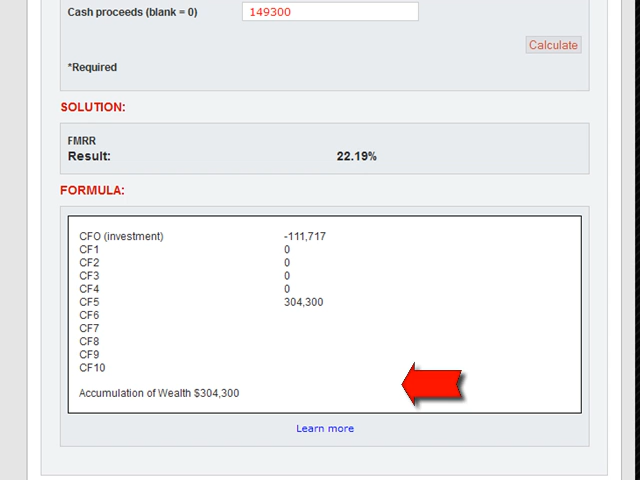 Cash proceeds (blank = 0) 149300
Calculate
*Required
SOLUTION:
FMRR
Result: 22.19%
FORMULA:
CFO (investment) -111,717
CF1 0
CF2 0
CF3 0
CF4 0
CF5 304,300
CF6
CF7
CF8
CF9
CF10
Accumulation of Wealth $304,300
Learn more